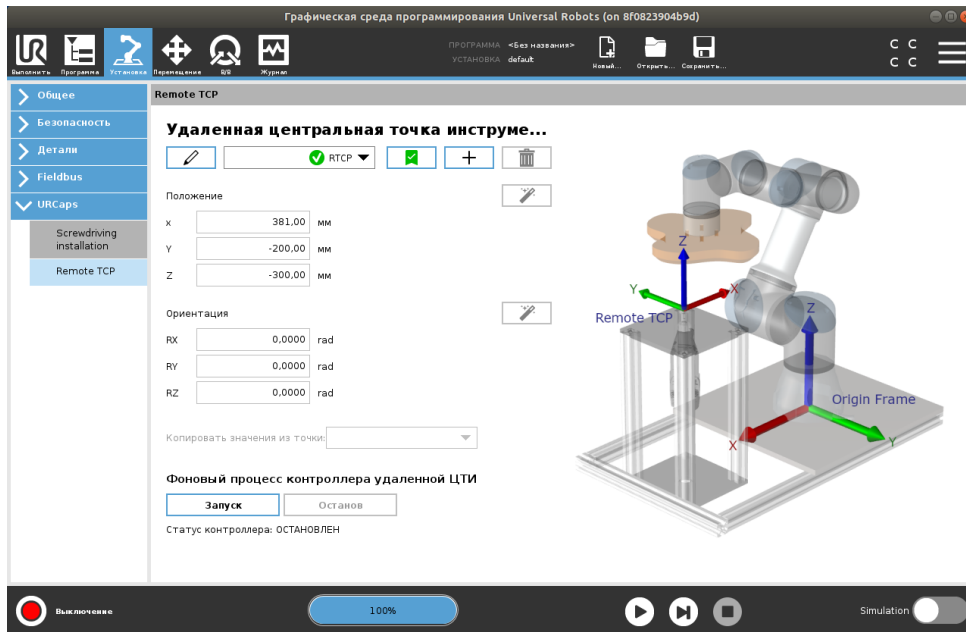 Графическая среда программирования Universal Robots (on 8f0823904b9d)
ПРОГРАММА <Без названия>
УСТАНОВКА default
Выполнить Программа Установка Перемещение В/В Журнал Новый... Открыть... Сохранить...
C C
C C
Общее
Безопасность
Детали
Fieldbus
URCaps
Screwdriving
installation
Remote TCP
Remote TCP
Удаленная центральная точка инструме...
RTCP
Положение
X 381,00 мм
Y -200,00 мм
Z -300,00 мм
Ориентация
RX 0,0000 rad
RY 0,0000 rad
RZ 0,0000 rad
Копировать значения из точки:
Фоновый процесс контроллера удаленной ЦТИ
Запуск Останов
Статус контроллера: ОСТАНОВЛЕН
Z
Y X
Remote TCP
Z
Origin Frame
X Y
Выключение
100%
Simulation